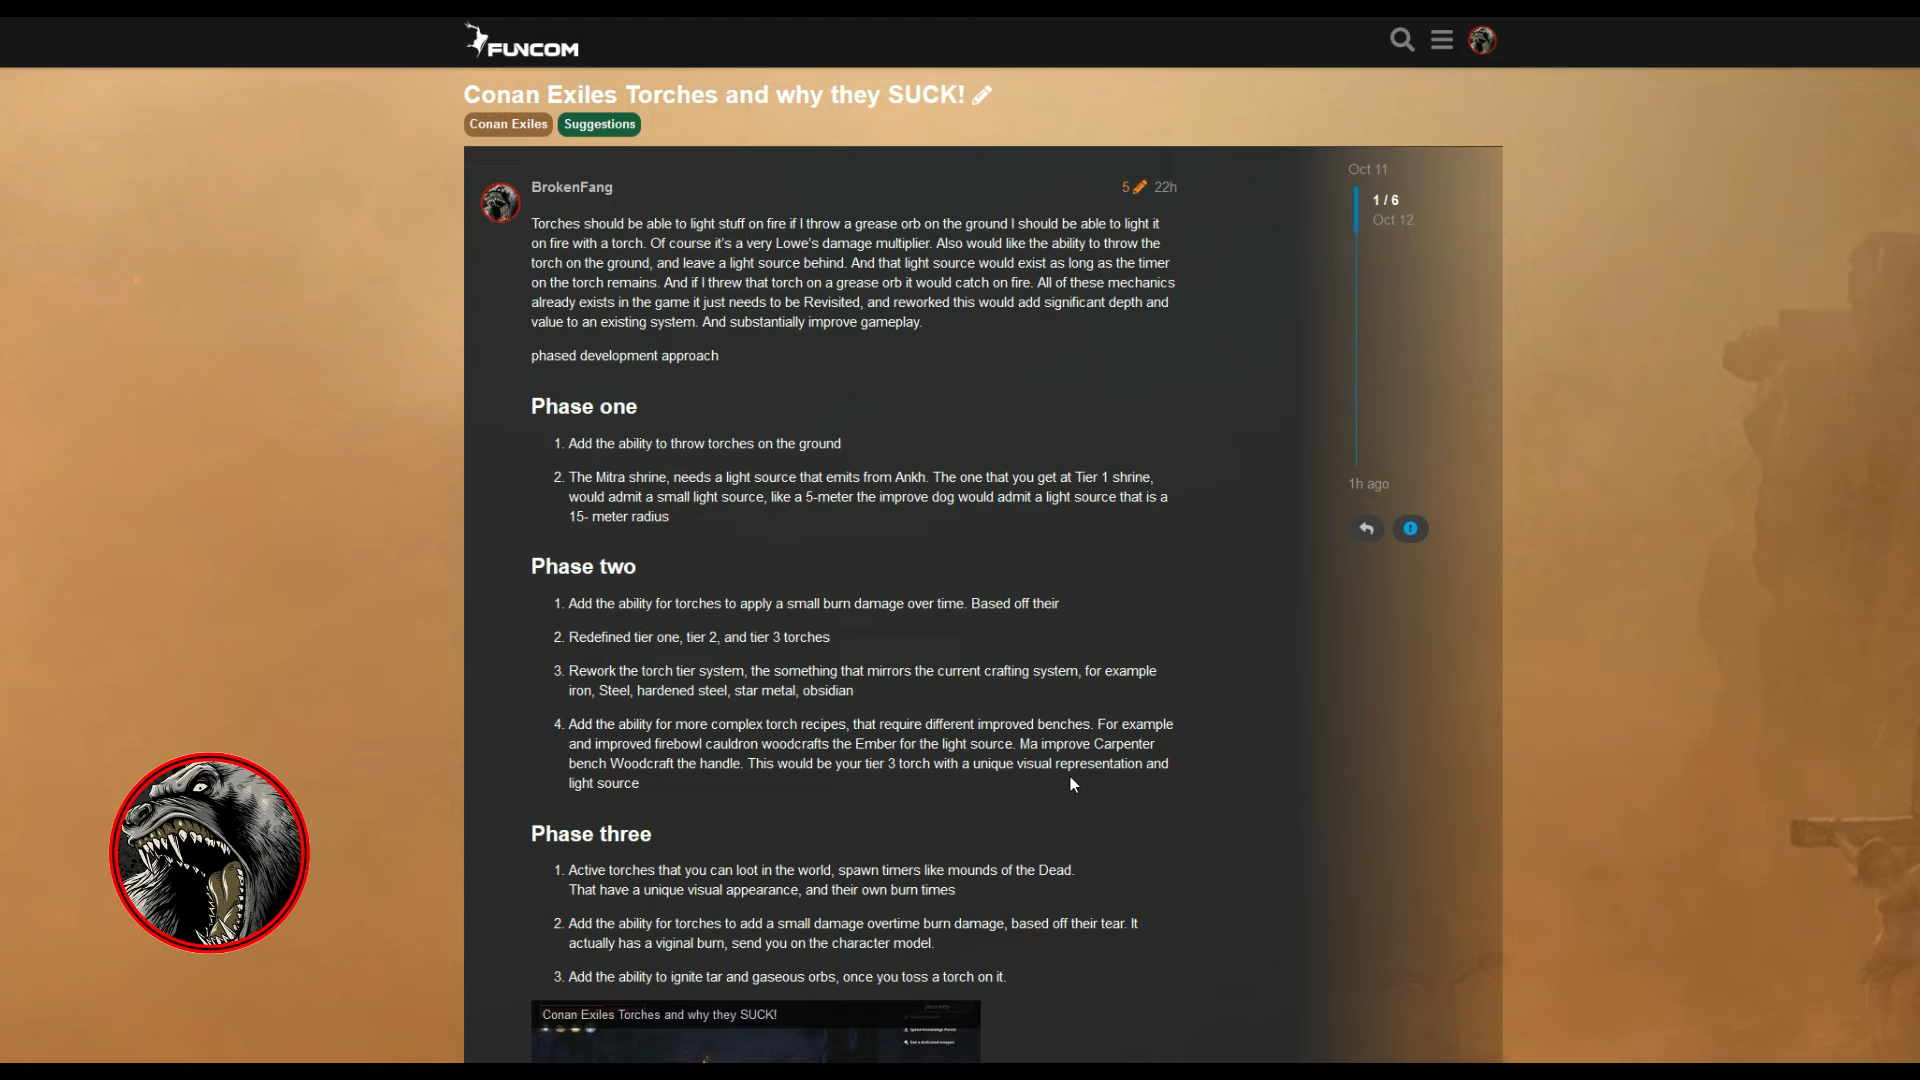 FUNCOM
Conan Exiles Torches and why they SUCK!
Conan Exiles Suggestions
Oct 11
BrokenFang 5 22h
1 / 6
Oct 12
Torches should be able to light stuff on fire if I throw a grease orb on the ground I should be able to light it
on fire with a torch. Of course it's a very Lowe's damage multiplier. Also would like the ability to throw the
torch on the ground, and leave a light source behind. And that light source would exist as long as the timer
on the torch remains. And if I threw that torch on a grease orb it would catch on fire. All of these mechanics
already exists in the game it just needs to be Revisited, and reworked this would add significant depth and
value to an existing system. And substantially improve gameplay.
phased development approach
Phase one
1. Add the ability to throw torches on the ground
2. The Mitra shrine, needs a light source that emits from Ankh. The one that you get at Tier 1 shrine,
would admit a small light source, like a 5-meter the improve dog would admit a light source that is a
15- meter radius
1h ago
Phase two
1. Add the ability for torches to apply a small burn damage over time. Based off their
2. Redefined tier one, tier 2, and tier 3 torches
3. Rework the torch tier system, the something that mirrors the current crafting system, for example
iron, Steel, hardened steel, star metal, obsidian
4. Add the ability for more complex torch recipes, that require different improved benches. For example
and improved firebowl cauldron woodcrafts the Ember for the light source. Ma improve Carpenter
bench Woodcraft the handle. This would be your tier 3 torch with a unique visual representation and
light source
Phase three
1. Active torches that you can loot in the world, spawn timers like mounds of the Dead.
That have a unique visual appearance, and their own burn times
2. Add the ability for torches to add a small damage overtime burn damage, based off their tear. It
actually has a viginal burn, send you on the character model.
3. Add the ability to ignite tar and gaseous orbs, once you toss a torch on it.
Conan Exiles Torches and why they SUCK!
Journey